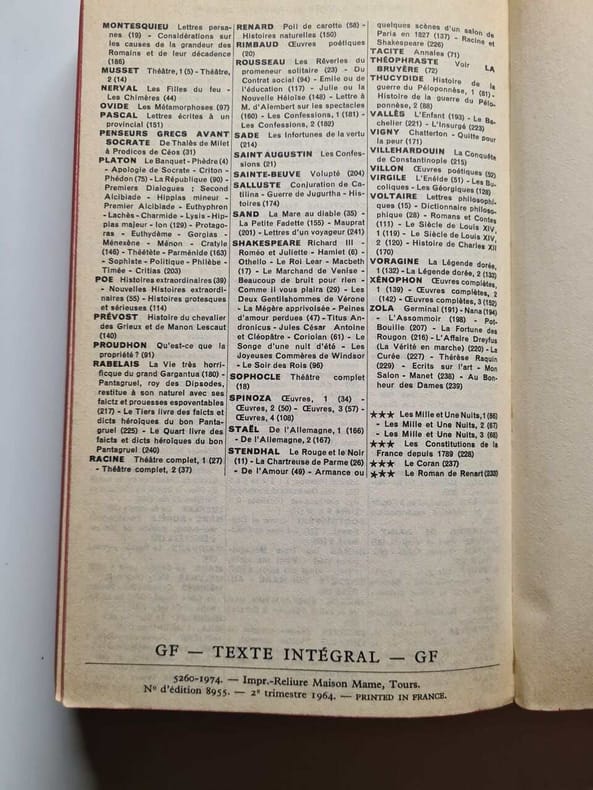 MONTESQUIEU Lettres persa-
nes (19) - Considérations sur
les causes de la grandeur des
Romains et de leur décadence
(186)
MUSSET Théâtre, 1 (5) - Théâtre,
2 (14)
NERVAL Les Filles du feu -
Les Chimères (44)
OVIDE Les Métamorphoses (97)
PASCAL Lettres écrites à un
provincial (151)
PENSEURS GRECS AVANT
SOCRATE De Thalès de Milet
à Prodicos de Céos (31)
PLATON Le Banquet - Phèdre (4)
- Apologie de Socrate - Criton -
Phédon (75) - La République (90) -
Premiers Dialogues : Second
Alcibiade - Hippias mineur -
Premier Alcibiade - Euthyphron
- Lachès - Charmide - Lysis - Hip-
pias majeur - Ion (129) - Protago-
ras - Euthydème - Gorgias -
Ménexène - Ménon - Cratyle
(146) - Théétète - Parménide (163)
- Sophiste - Politique - Philèbe -
Timée - Critias (203)
POE Histoires extraordinaires (39)
- Nouvelles Histoires extraordi-
naires (55) - Histoires grotesques
et sérieuses (114)
PRÉVOST Histoire du chevalier
des Grieux et de Manon Lescaut
(140)
PROUDHON Qu'est-ce que la
propriété ? (91)
RABELAIS La Vie très horri-
ficque du grand Gargantua (180) -
Pantagruel, roy des Dipsodes,
restitue à son naturel avec ses
faictz et prouesses espoventables
(217) - Le Tiers livre des faicts et
dicts héroïques du bon Panta-
gruel (225) - Le Quart livre des
faicts et dicts héroïques du bon
Pantagruel (240)
RACINE Théâtre complet, 1 (27)
- Théâtre complet, 2 (37)
RENARD Poil de carotte (58) -
Histoires naturelles (150)
RIMBAUD Œuvres poétiques
(20)
ROUSSEAU Les Rêveries du
promeneur solitaire (23) - Du
Contrat social (94) - Emile ou de
l'éducation (117) - Julie ou la
Nouvelle Héloïse (148) - Lettre à
M. d'Alembert sur les spectacles
(160) - Les Confessions, 1 (181) -
Les Confessions, 2 (182)
SADE Les Infortunes de la vertu
(214)
SAINT AUGUSTIN Les Confes-
sions (21)
SAINTE-BEUVE Volupté (204)
SALLUSTE Conjuration de Ca-
tilina - Guerre de Jugurtha - His-
toires (174)
SAND La Mare au diable (35) -
La Petite Fadette (155) - Mauprat
(201) - Lettres d'un voyageur (241)
SHAKESPEARE Richard III -
Roméo et Juliette - Hamlet (6) -
Othello - Le Roi Lear - Macbeth
(17) - Le Marchand de Venise -
Beaucoup de bruit pour rien -
Comme il vous plaira (29) - Les
Deux Gentilshommes de Vérone
- La Mégère apprivoisée - Peines
d'amour perdues (47) - Titus An-
dronicus - Jules César Antoine
et Cléopâtre - Coriolan (61) - Le
Songe d'une nuit d'été - Les
Joyeuses Commères de Windsor
- Le Soir des Rois (96)
SOPHOCLE Théâtre complet
(18)
SPINOZA Œuvres, 1 (34) -
Œuvres, 2 (50) - Œuvres, 3 (57) -
Œuvres, 4 (108)
STAËL De l'Allemagne, 1 (166)
- De l'Allemagne, 2 (167)
STENDHAL Le Rouge et le Noir
(11) - La Chartreuse de Parme (26)
- De l'Amour (49) - Armance ou
quelques scènes d'un salon de
Paris en 1827 (137) - Racine et
Shakespeare (226)
TACITE Annales (71)
THÉOPHRASTE Voir LA
BRUYÈRE (72)
THUCYDIDE Histoire de la
guerre du Péloponnèse, 1 (81) -
Histoire de la guerre du Pélo-
ponnèse, 2 (88)
VALLÈS L'Enfant (193) - Le Ba-
chelier (221) - L'Insurgé (223)
VIGNY Chatterton - Quitte pour
la peur (171)
VILLEHARDOUIN La Conquête
de Constantinople (215)
VILLON Œuvres poétiques (52)
VIRGILE L'Enéide (51) - Les Bu-
coliques - Les Géorgiques (128)
VOLTAIRE Lettres philosophi-
ques (15) - Dictionnaire philoso-
phique (28) - Romans et Contes
(111) - Le Siècle de Louis XIV,
1 (119) - Le Siècle de Louis XIV,
2 (120) - Histoire de Charles XII
(170)
VORAGINE La Légende dorée,
1 (132) - La Légende dorée, 2 (133)
XÉNOPHON Œuvres complètes,
1 (139) - Œuvres complètes, 2
(142) - Œuvres complètes, 3 (152)
ZOLA Germinal (191) - Nana (194)
- L'Assommoir (198) - Pot-
Bouille (207) - La Fortune des
Rougon (216) - L'Affaire Dreyfus
(La Vérité en marche) (220) - La
Curée (227) - Thérèse Raquin
(229) - Ecrits sur l'art - Mon
Salon - Manet (238) - Au Bon-
heur des Dames (239)
★★★ Les Mille et Une Nuits, 1 (66)
- Les Mille et Une Nuits, 2 (67)
- Les Mille et Une Nuits, 3 (68)
★★★ Les Constitutions de la
France depuis 1789 (228)
★★★ Le Coran (237)
★★★ Le Roman de Renart (233)
GF — TEXTE INTÉGRAL — GF
5260-1974. — Impr.-Reliure Maison Mame, Tours.
N° d'édition 8955. — 2e trimestre 1964. — PRINTED IN FRANCE.